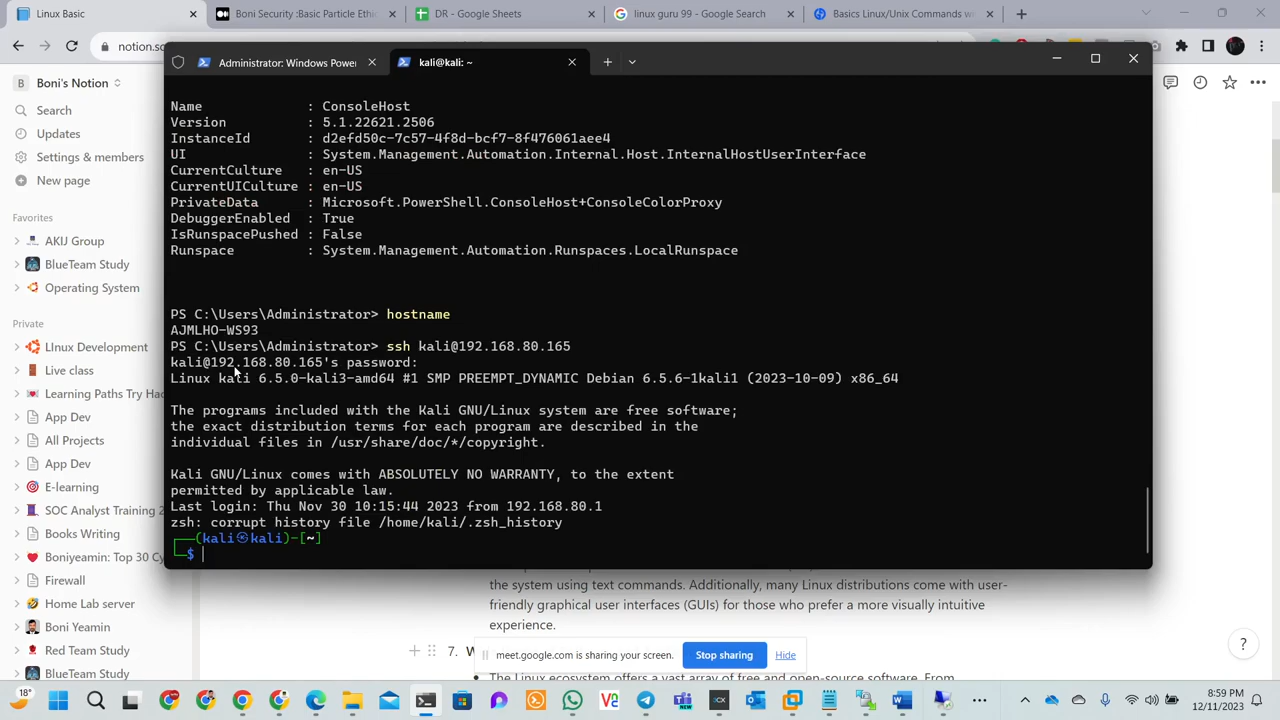 Linux Basic
Boni Security :Basic Particle Ethic
DR - Google Sheets
linux guru 99 - Google Search
Basics Linux/Unix Commands w
notion.so
Administrator: Windows Power
kali@kali: ~
B Boni's Notion
Search
Updates
Settings & members
New page
Favorites
AKIJ Group
BlueTeam Study
Operating System
Private
LInux Development
Live class
Learning Paths Try Hac
App Dev
All Projects
App Dev
E-learning
SOC Analyst Training 2
Books Writing
Boniyeamin: Top 30 Cy
Firewall
Home Lab server
Boni Yeamin
Red Team Study
BlueTeam Study
Name : ConsoleHost
Version : 5.1.22621.2506
InstanceId : d2efd50c-7c57-4f8d-bcf7-8f476061aee4
UI : System.Management.Automation.Internal.Host.InternalHostUserInterface
CurrentCulture : en-US
CurrentUICulture : en-US
PrivateData : Microsoft.PowerShell.ConsoleHost+ConsoleColorProxy
DebuggerEnabled : True
IsRunspacePushed : False
Runspace : System.Management.Automation.Runspaces.LocalRunspace
PS C:\Users\Administrator> hostname
AJMLHO-WS93
PS C:\Users\Administrator> ssh kali@192.168.80.165
kali@192.168.80.165's password:
Linux kali 6.5.0-kali3-amd64 #1 SMP PREEMPT_DYNAMIC Debian 6.5.6-1kali1 (2023-10-09) x86_64
The programs included with the Kali GNU/Linux system are free software;
the exact distribution terms for each program are described in the
individual files in /usr/share/doc/*/copyright.
Kali GNU/Linux comes with ABSOLUTELY NO WARRANTY, to the extent
permitted by applicable law.
Last login: Thu Nov 30 10:15:44 2023 from 192.168.80.1
zsh: corrupt history file /home/kali/.zsh_history
┌──(kali㉿kali)-[~]
└─$
the system using text commands. Additionally, many Linux distributions come with user-
friendly graphical user interfaces (GUIs) for those who prefer a more visually intuitive
experience.
7. W
meet.google.com is sharing your screen. Stop sharing Hide
The Linux ecosystem offers a vast array of free and open-source software. From
?
18°
8:59 PM
12/11/2023